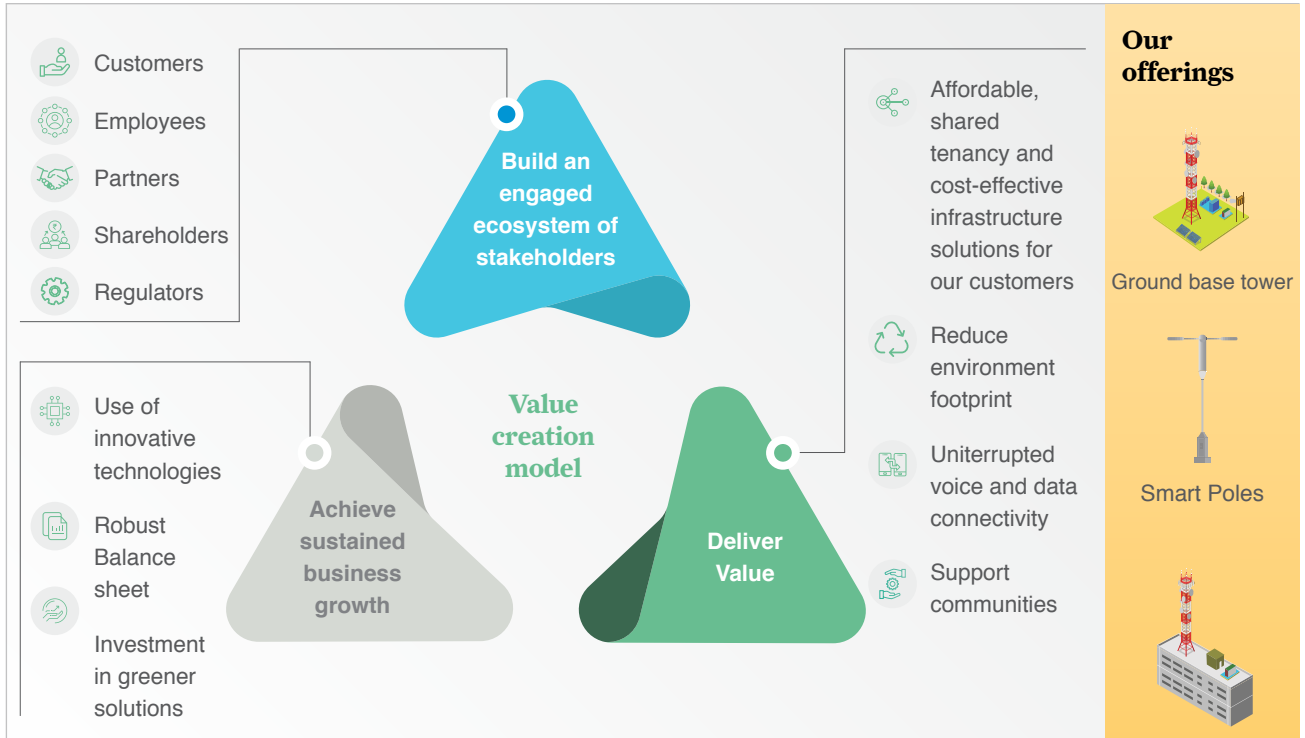 Customers
Employees
Partners
Shareholders
Regulators
Build an
engaged
ecosystem of
stakeholders
Use of
innovative
technologies
Robust
Balance
sheet
Investment
in greener
solutions
Achieve
sustained
business
growth
Value
creation
model
Deliver
Value
Affordable,
shared
tenancy and
cost-effective
infrastructure
solutions for
our customers
Reduce
environment
footprint
Uniterrupted
voice and data
connectivity
Support
communities
Our
offerings
Ground base tower
Smart Poles